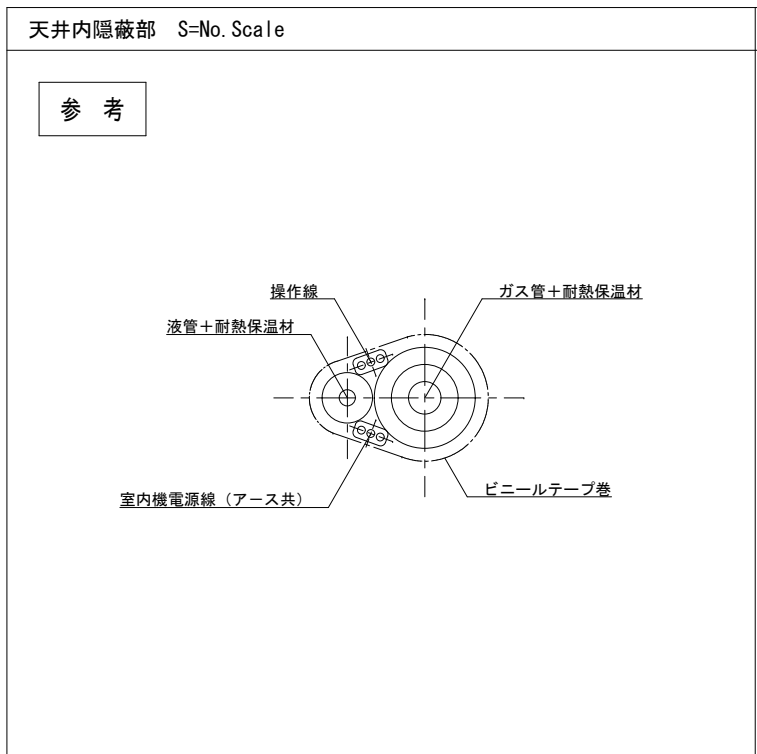 天井内隠蔽部 S=No.Scale
参 考
操作線
ガス管＋耐熱保温材
液管＋耐熱保温材
室内機電源線（アース共）
ビニールテープ巻